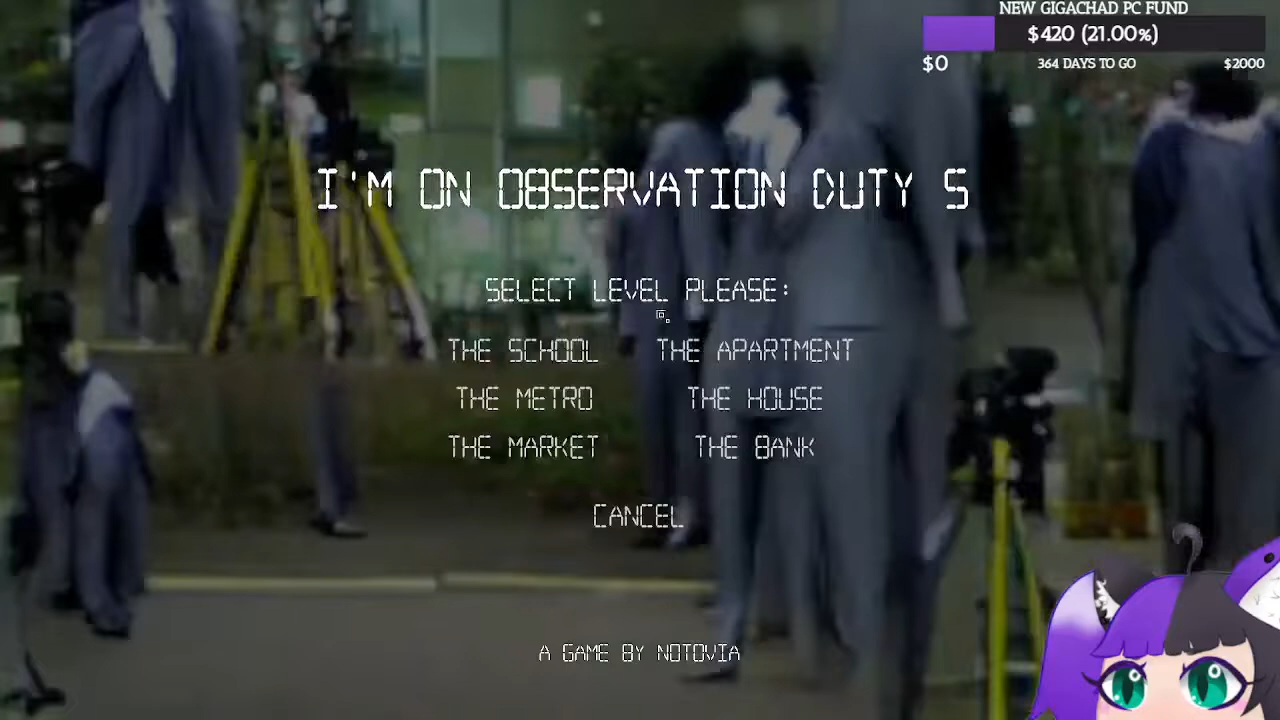 NEW GIGACHAD PC FUND
$420 (21.00%)
$0 364 DAYS TO GO $2000
I'M ON OBSERVATION DUTY 5
SELECT LEVEL PLEASE:
THE SCHOOL THE APARTMENT
THE METRO THE HOUSE
THE MARKET THE BANK
CANCEL
A GAME BY NOTOVIA